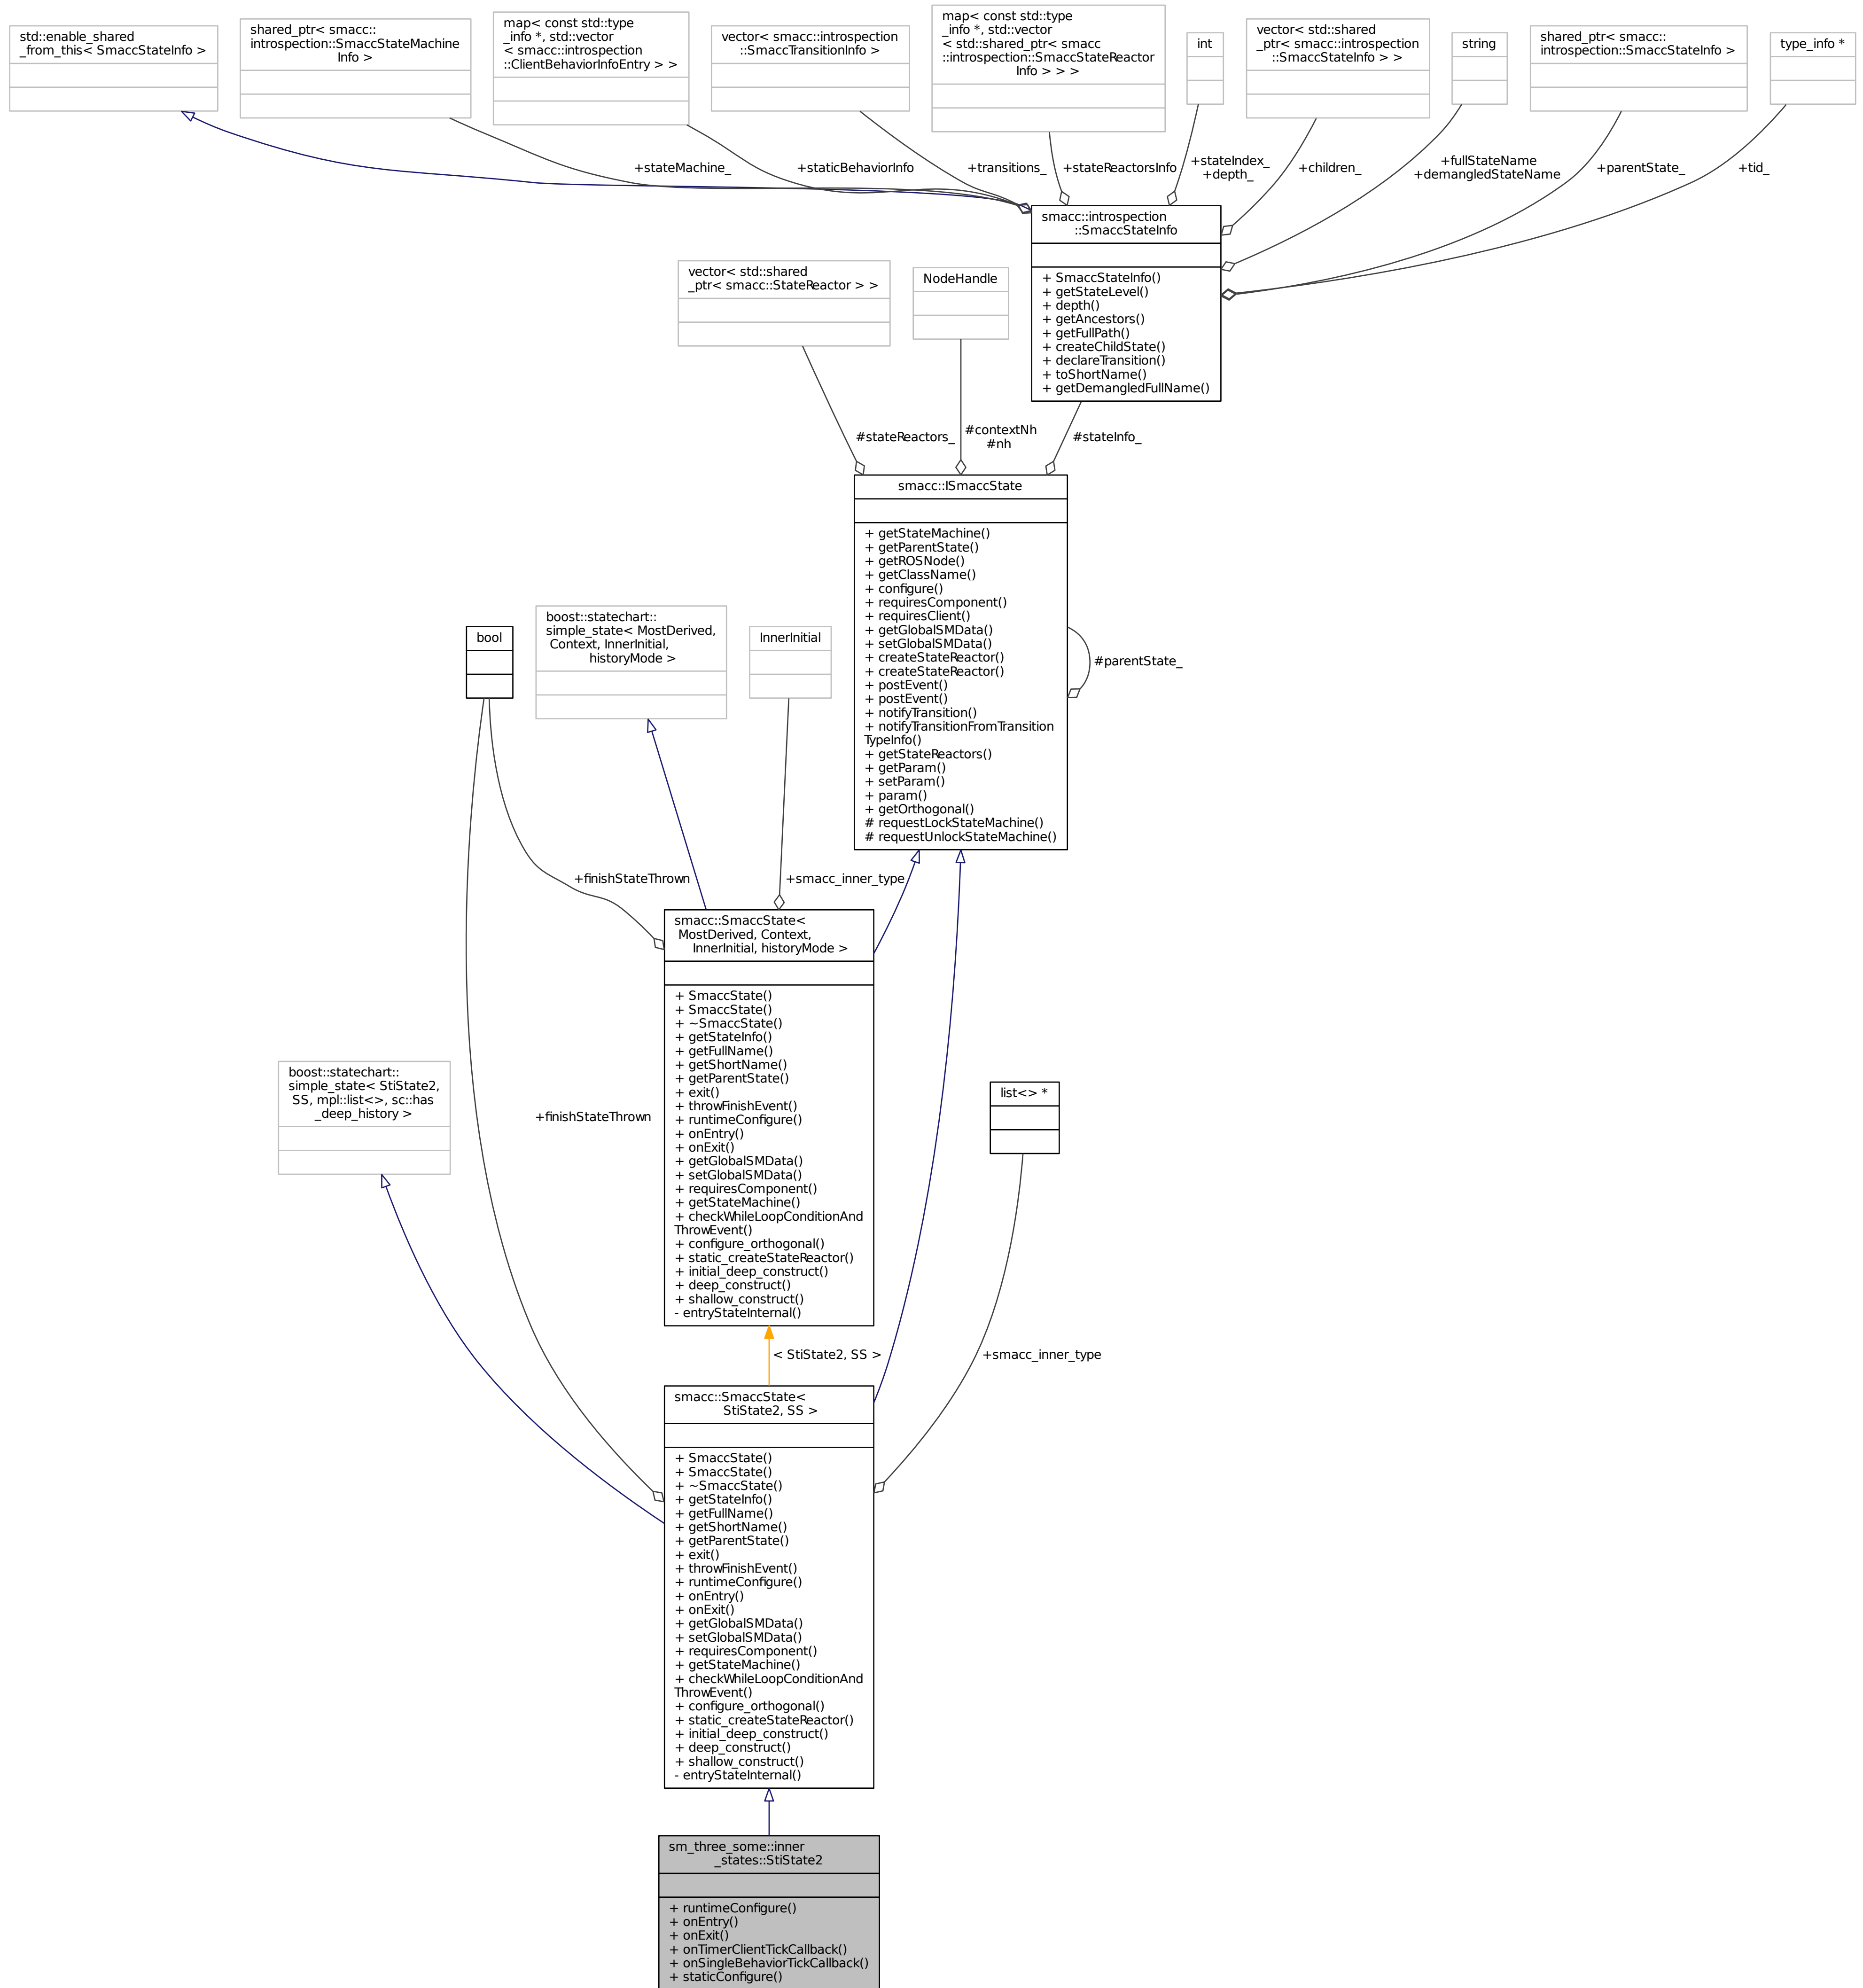 std::enable_shared
_from_this< SmaccStateInfo >
shared_ptr< smacc::
introspection::SmaccStateMachine
Info >
map< const std::type
_info *, std::vector
< smacc::introspection
::ClientBehaviorInfoEntry > >
vector< smacc::introspection
::SmaccTransitionInfo >
map< const std::type
_info *, std::vector
< std::shared_ptr< smacc
::introspection::SmaccStateReactor
Info > > >
int
vector< std::shared
_ptr< smacc::introspection
::SmaccStateInfo > >
string
shared_ptr< smacc::
introspection::SmaccStateInfo >
type_info *
+stateMachine_
+staticBehaviorInfo
+transitions_
+stateReactorsInfo
+stateIndex_
+depth_
+children_
+fullStateName
+demangledStateName
+parentState_
+tid_
smacc::introspection
::SmaccStateInfo
+ SmaccStateInfo()
+ getStateLevel()
+ depth()
+ getAncestors()
+ getFullPath()
+ createChildState()
+ declareTransition()
+ toShortName()
+ getDemangledFullName()
vector< std::shared
_ptr< smacc::StateReactor > >
NodeHandle
#stateReactors_
#contextNh
#nh
#stateInfo_
smacc::ISmaccState
+ getStateMachine()
+ getParentState()
+ getROSNode()
+ getClassName()
+ configure()
+ requiresComponent()
+ requiresClient()
+ getGlobalSMData()
+ setGlobalSMData()
+ createStateReactor()
+ createStateReactor()
+ postEvent()
+ postEvent()
+ notifyTransition()
+ notifyTransitionFromTransition
TypeInfo()
+ getStateReactors()
+ getParam()
+ setParam()
+ param()
+ getOrthogonal()
# requestLockStateMachine()
# requestUnlockStateMachine()
#parentState_
bool
boost::statechart::
simple_state< MostDerived,
Context, InnerInitial,
historyMode >
InnerInitial
+finishStateThrown
+smacc_inner_type
smacc::SmaccState<
MostDerived, Context,
InnerInitial, historyMode >
+ SmaccState()
+ SmaccState()
+ ~SmaccState()
+ getStateInfo()
+ getFullName()
+ getShortName()
+ getParentState()
+ exit()
+ throwFinishEvent()
+ runtimeConfigure()
+ onEntry()
+ onExit()
+ getGlobalSMData()
+ setGlobalSMData()
+ requiresComponent()
+ getStateMachine()
+ checkWhileLoopConditionAnd
ThrowEvent()
+ configure_orthogonal()
+ static_createStateReactor()
+ initial_deep_construct()
+ deep_construct()
+ shallow_construct()
- entryStateInternal()
boost::statechart::
simple_state< StiState2,
SS, mpl::list<>, sc::has
_deep_history >
+finishStateThrown
list<> *
< StiState2, SS >
+smacc_inner_type
smacc::SmaccState<
StiState2, SS >
+ SmaccState()
+ SmaccState()
+ ~SmaccState()
+ getStateInfo()
+ getFullName()
+ getShortName()
+ getParentState()
+ exit()
+ throwFinishEvent()
+ runtimeConfigure()
+ onEntry()
+ onExit()
+ getGlobalSMData()
+ setGlobalSMData()
+ requiresComponent()
+ getStateMachine()
+ checkWhileLoopConditionAnd
ThrowEvent()
+ configure_orthogonal()
+ static_createStateReactor()
+ initial_deep_construct()
+ deep_construct()
+ shallow_construct()
- entryStateInternal()
sm_three_some::inner
_states::StiState2
+ runtimeConfigure()
+ onEntry()
+ onExit()
+ onTimerClientTickCallback()
+ onSingleBehaviorTickCallback()
+ staticConfigure()